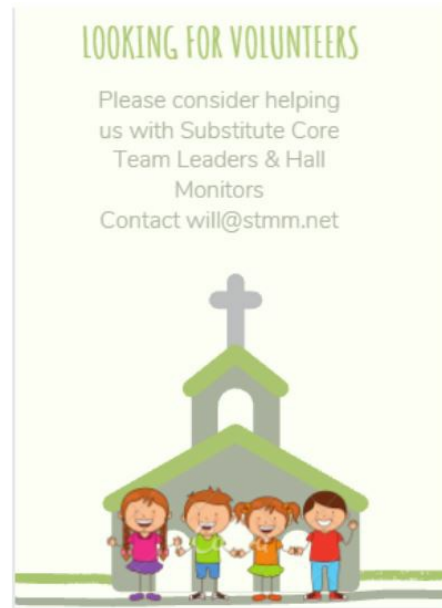 LOOKING FOR VOLUNTEERS
Please consider helping
us with Substitute Core
Team Leaders & Hall
Monitors
Contact will@stmm.net